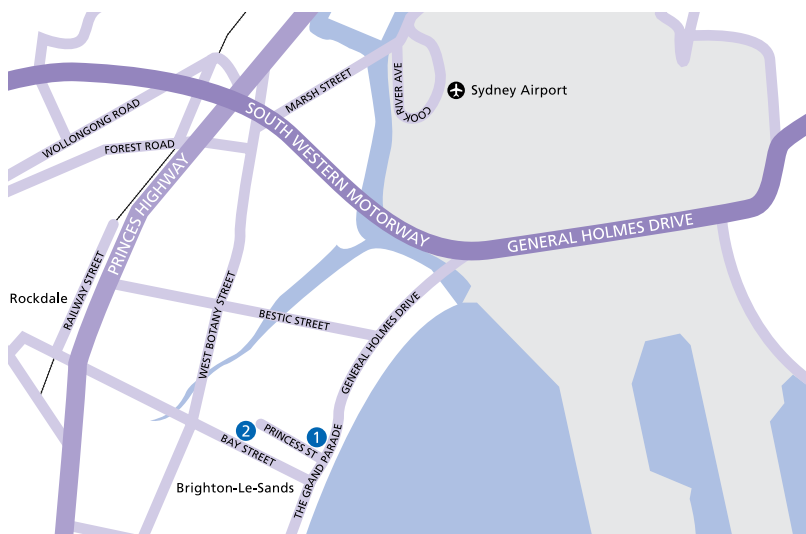 MARSH STREET
RIVER AVE
COOK
Sydney Airport
WOLLONGONG ROAD
FOREST ROAD
SOUTH WESTERN MOTORWAY
PRINCES HIGHWAY
GENERAL HOLMES DRIVE
RAILWAY STREET
Rockdale
WEST BOTANY STREET
BESTIC STREET
GENERAL HOLMES DRIVE
2
PRINCESS ST
1
BAY STREET
THE GRAND PARADE
Brighton-Le-Sands